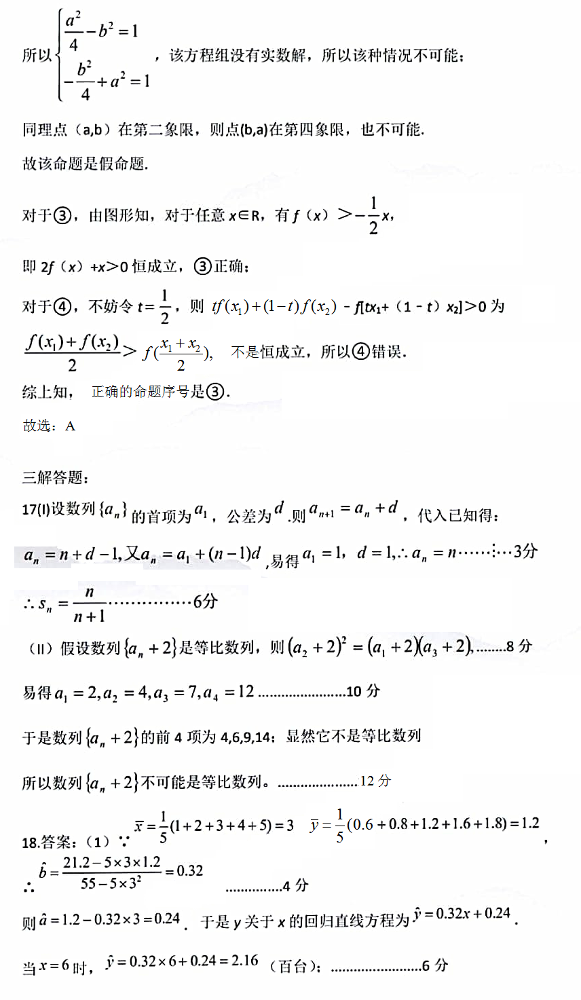 所以{a²/4-b²=1, -b²/4+a²=1，该方程组没有实数解，所以该种情况不可能；
同理点（a,b）在第二象限，则点(b,a)在第四象限，也不可能.
故该命题是假命题.
对于③，由图形知，对于任意 x∈R，有 f（x）＞-1/2 x，
即 2f（x）+x＞0 恒成立，③正确；
对于④，不妨令 t=1/2，则 tf(x₁)+(1-t)f(x₂)﹣f[tx₁+（1﹣t）x₂]＞0 为
(f(x₁)+f(x₂))/2＞f((x₁+x₂)/2), 不是恒成立，所以④错误．
综上知， 正确的命题序号是③．
故选：A
三解答题：
17(I)设数列{aₙ}的首项为a₁，公差为d.则aₙ₊₁=aₙ+d，代入已知得：
aₙ=n+d-1,又aₙ=a₁+(n-1)d,易得a₁=1，d=1,∴aₙ=n⋯⋯⋮⋯3分
∴sₙ=n/(n+1)⋯⋯⋯⋯⋯6分
（II）假设数列{aₙ+2}是等比数列，则(a₂+2)²=(a₁+2)(a₃+2),........8 分
易得a₁=2,a₂=4,a₃=7,a₄=12.......................10 分
于是数列{aₙ+2}的前 4 项为 4,6,9,14；显然它不是等比数列
所以数列{aₙ+2}不可能是等比数列。.....................12 分
18.答案：（1）∵x̄=1/5(1+2+3+4+5)=3 ȳ=1/5(0.6+0.8+1.2+1.6+1.8)=1.2，
∴b̂=(21.2-5×3×1.2)/(55-5×3²)=0.32 ...............4 分
则â=1.2-0.32×3=0.24．于是 y 关于 x 的回归直线方程为ŷ=0.32x+0.24．
当x=6时，ŷ=0.32×6+0.24=2.16（百台）；........................6 分